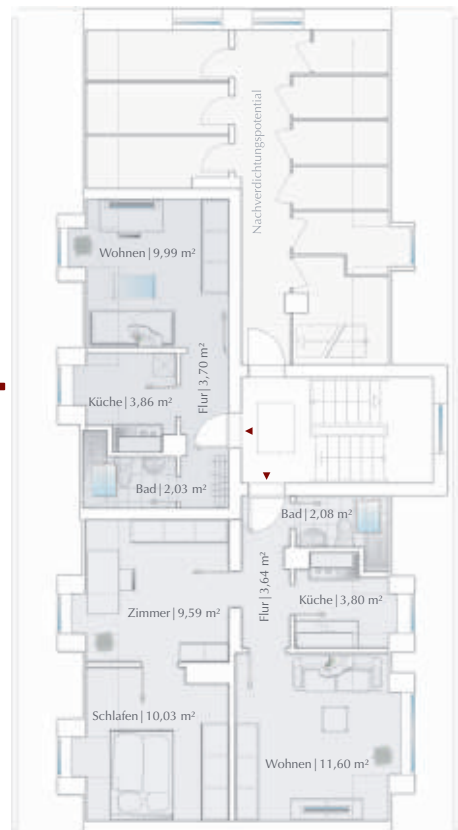 Nachverdichtungspotential
Wohnen | 9,99 m²
Flur | 3,70 m²
Küche | 3,86 m²
Bad | 2,03 m²
Bad | 2,08 m²
Flur | 3,64 m²
Küche | 3,80 m²
Zimmer | 9,59 m²
Schlafen | 10,03 m²
Wohnen | 11,60 m²